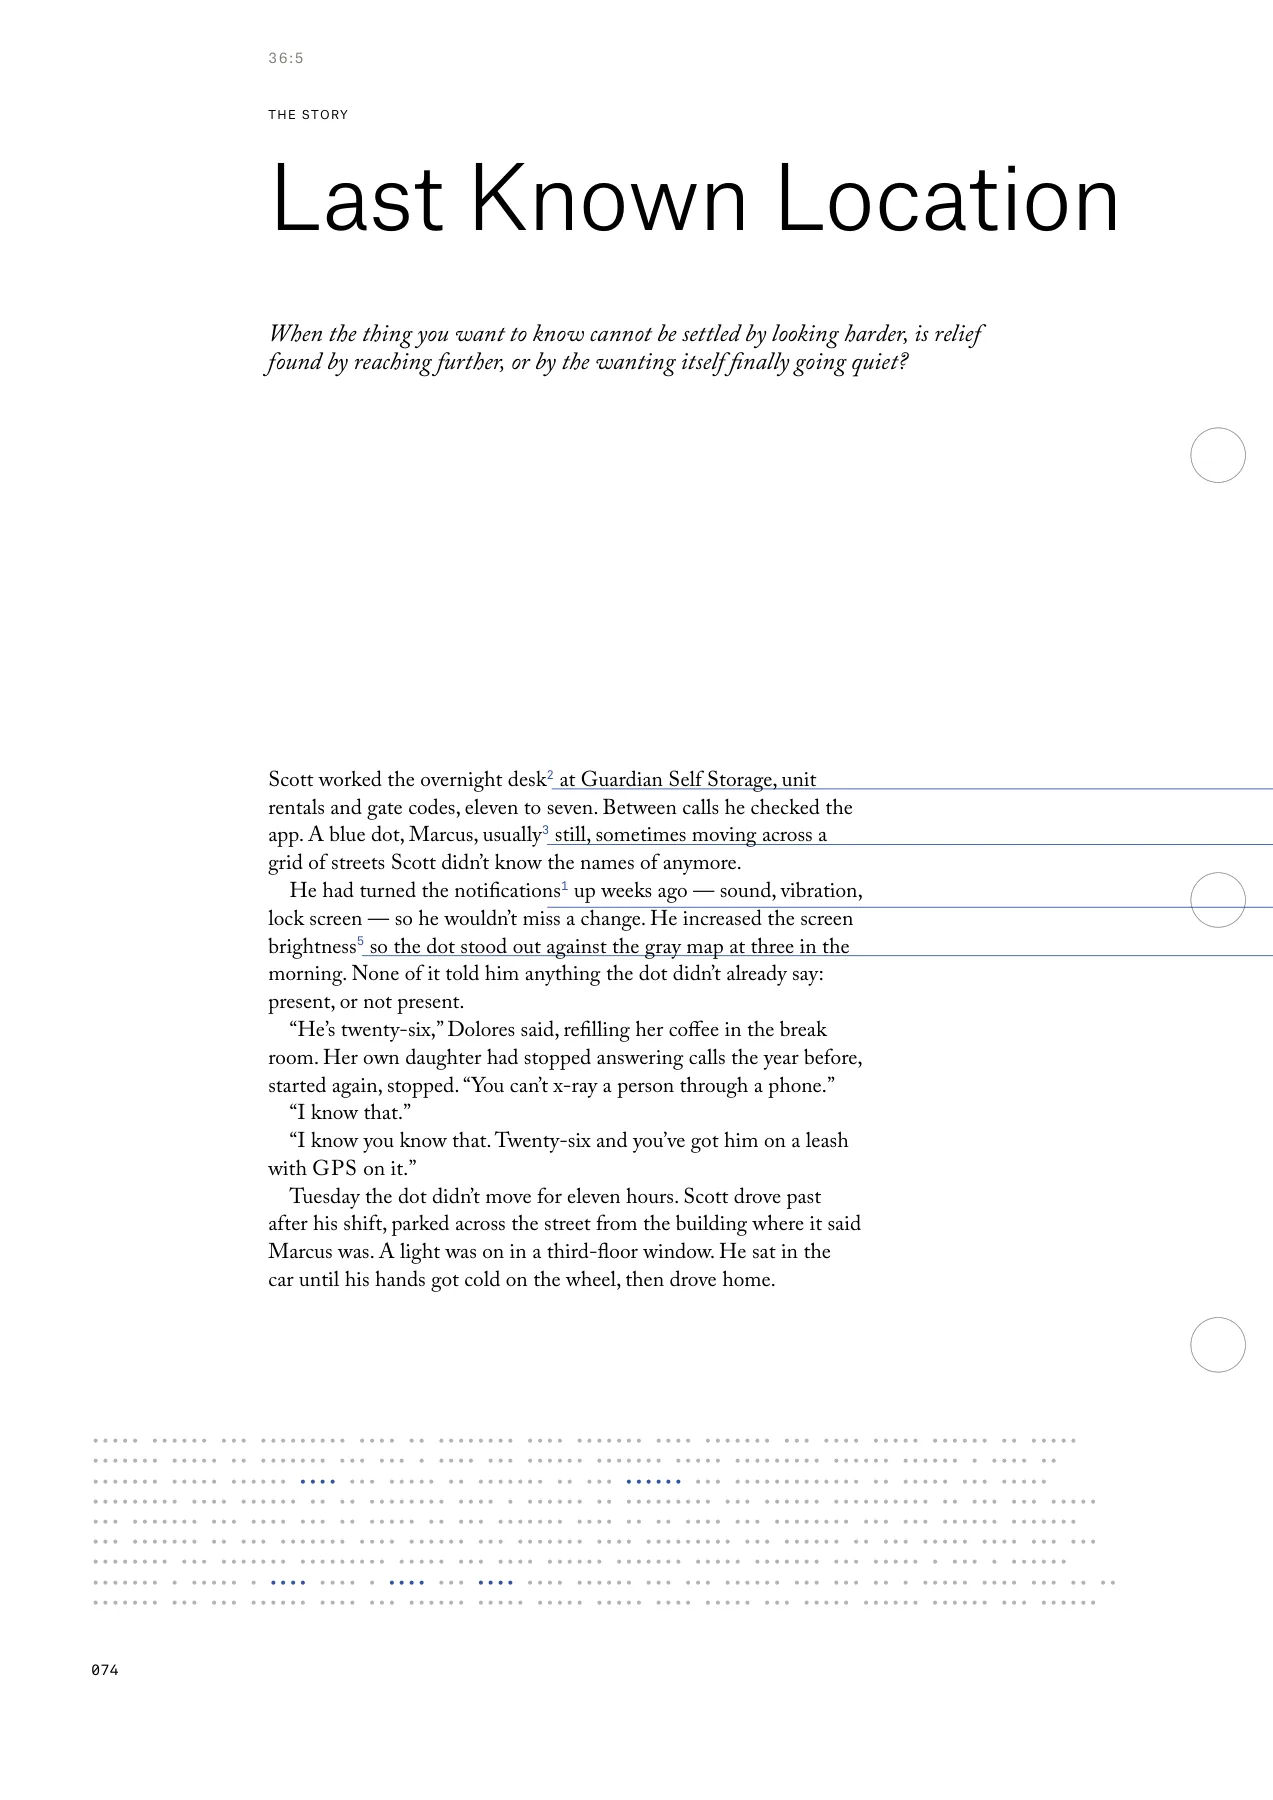 36:5
THE STORY
Last Known Location
When the thing you want to know cannot be settled by looking harder, is relief
found by reaching further, or by the wanting itself finally going quiet?
Scott worked the overnight desk² at Guardian Self Storage, unit
rentals and gate codes, eleven to seven. Between calls he checked the
app. A blue dot, Marcus, usually³ still, sometimes moving across a
grid of streets Scott didn’t know the names of anymore.
He had turned the notifications¹ up weeks ago — sound, vibration,
lock screen — so he wouldn’t miss a change. He increased the screen
brightness⁵ so the dot stood out against the gray map at three in the
morning. None of it told him anything the dot didn’t already say:
present, or not present.
“He’s twenty-six,” Dolores said, refilling her coffee in the break
room. Her own daughter had stopped answering calls the year before,
started again, stopped. “You can’t x-ray a person through a phone.”
“I know that.”
“I know you know that. Twenty-six and you’ve got him on a leash
with GPS on it.”
Tuesday the dot didn’t move for eleven hours. Scott drove past
after his shift, parked across the street from the building where it said
Marcus was. A light was on in a third-floor window. He sat in the
car until his hands got cold on the wheel, then drove home.
074